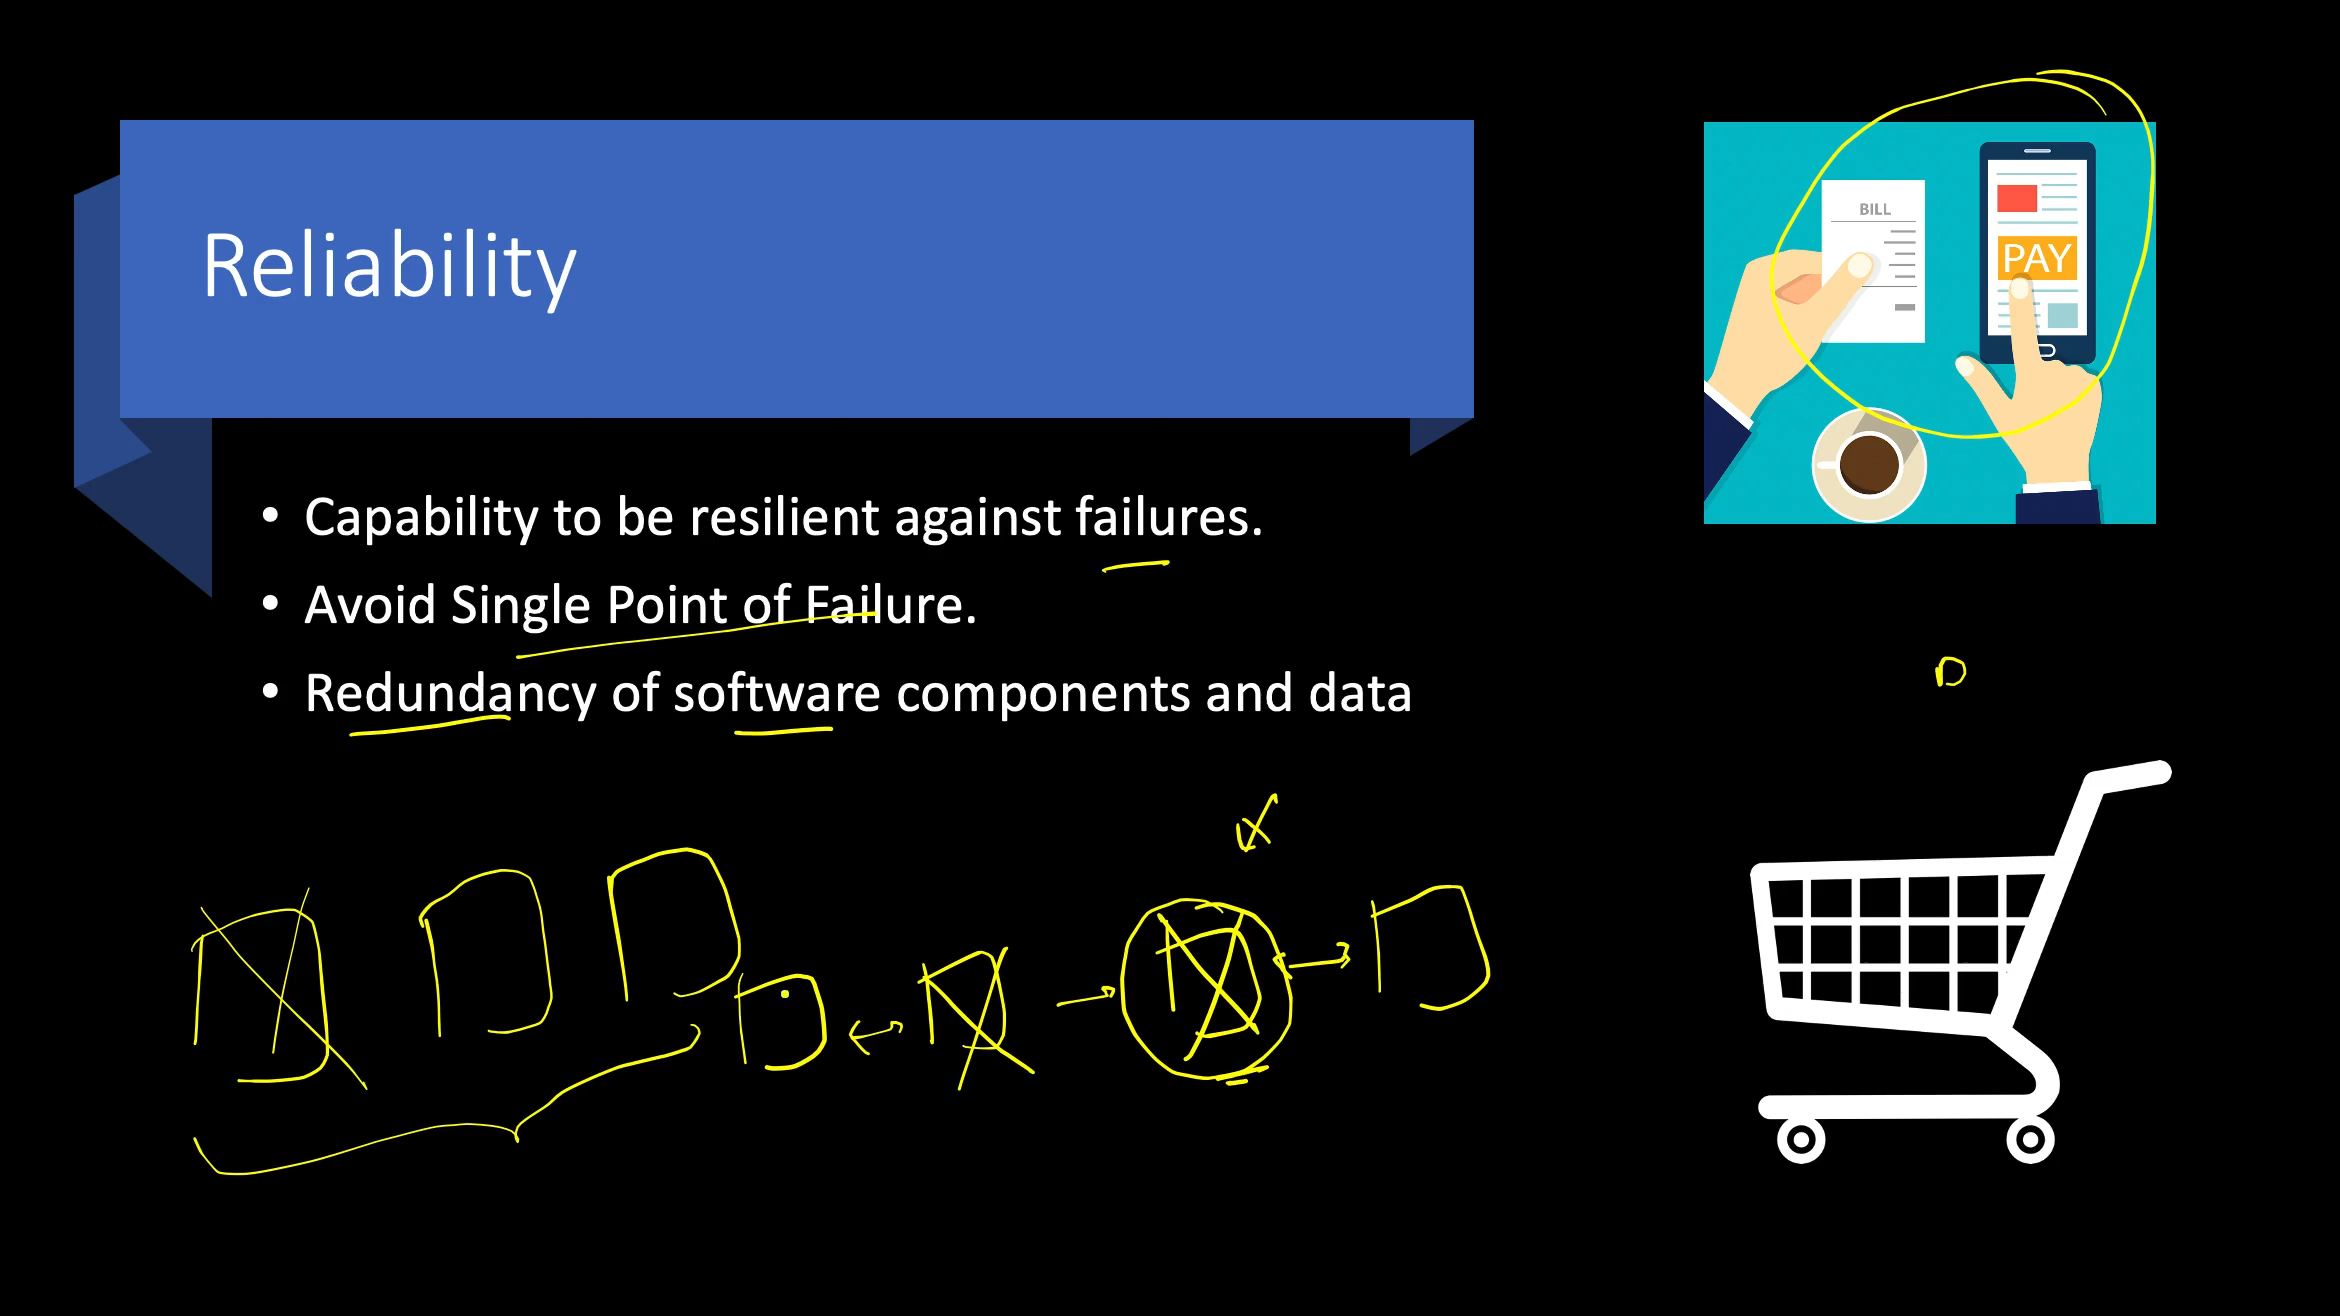 Reliability
BILL
PAY
• Capability to be resilient against failures.
• Avoid Single Point of Failure.
• Redundancy of software components and data